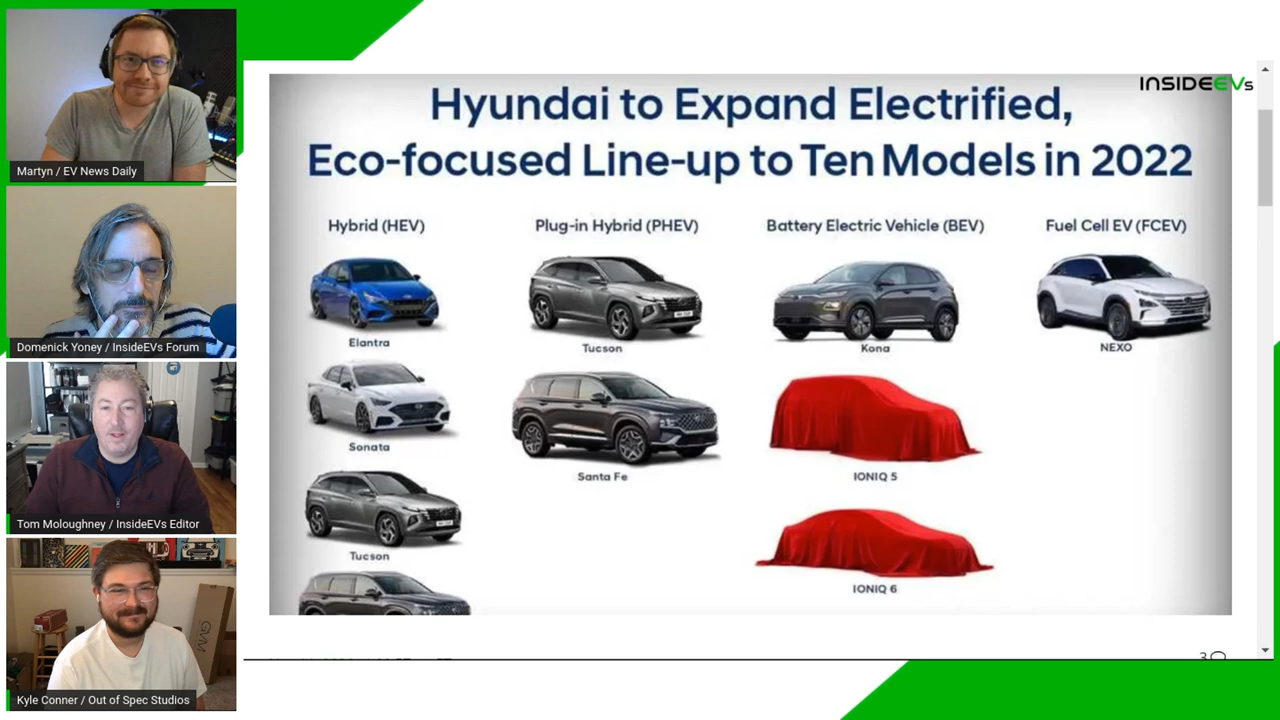 Martyn / EV News Daily
Domenick Yoney / InsideEVs Forum
Tom Moloughney / InsideEVs Editor
Kyle Conner / Out of Spec Studios
GMM
INSIDEEVs
Hyundai to Expand Electrified,
Eco-focused Line-up to Ten Models in 2022
Hybrid (HEV)
Elantra
Sonata
Tucson
Plug-in Hybrid (PHEV)
Tucson
Santa Fe
Battery Electric Vehicle (BEV)
Kona
IONIQ 5
IONIQ 6
Fuel Cell EV (FCEV)
NEXO